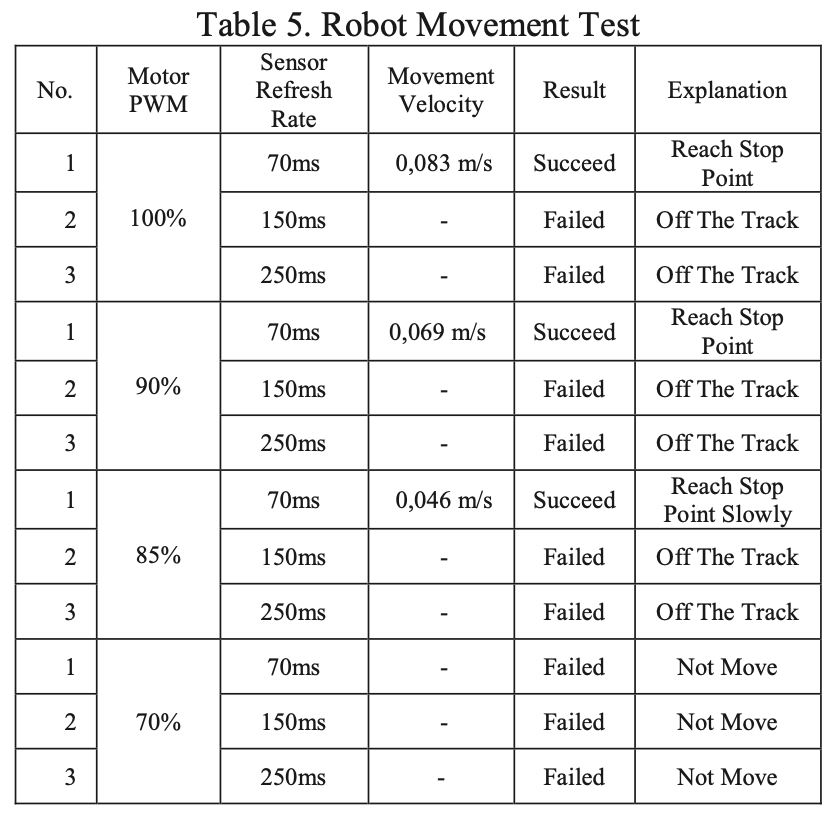 Table 5. Robot Movement Test
No. Motor PWM Sensor Refresh Rate Movement Velocity Result Explanation
1 100% 70ms 0,083 m/s Succeed Reach Stop Point
2 150ms - Failed Off The Track
3 250ms - Failed Off The Track
1 90% 70ms 0,069 m/s Succeed Reach Stop Point
2 150ms - Failed Off The Track
3 250ms - Failed Off The Track
1 85% 70ms 0,046 m/s Succeed Reach Stop Point Slowly
2 150ms - Failed Off The Track
3 250ms - Failed Off The Track
1 70% 70ms - Failed Not Move
2 150ms - Failed Not Move
3 250ms - Failed Not Move